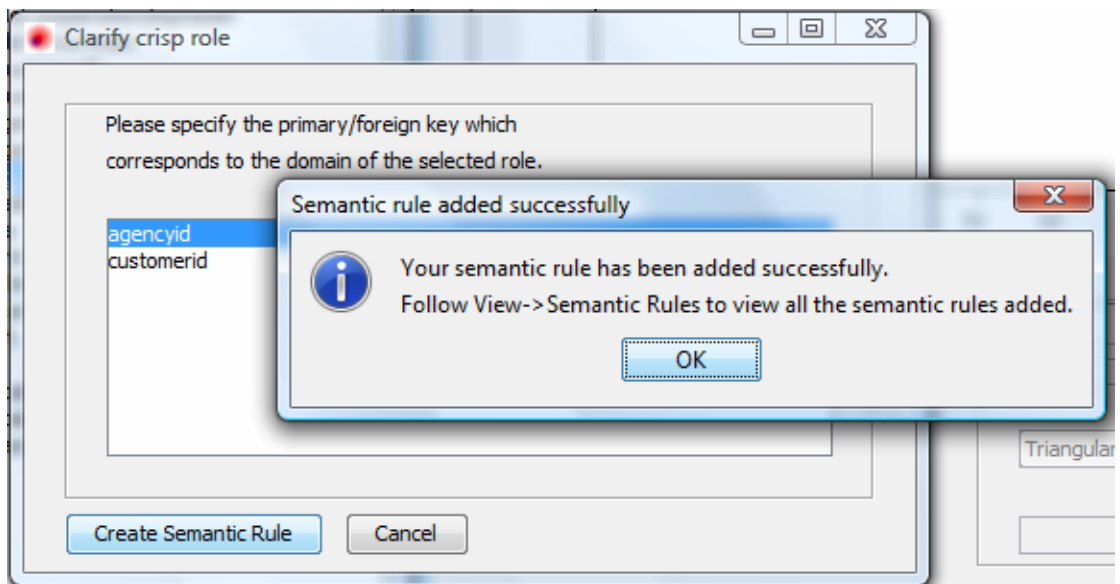 Clarify crisp role
Please specify the primary/foreign key which
corresponds to the domain of the selected role.
Semantic rule added successfully
agencyid
customerid
Your semantic rule has been added successfully.
Follow View->Semantic Rules to view all the semantic rules added.
OK
Triangular
Create Semantic Rule
Cancel